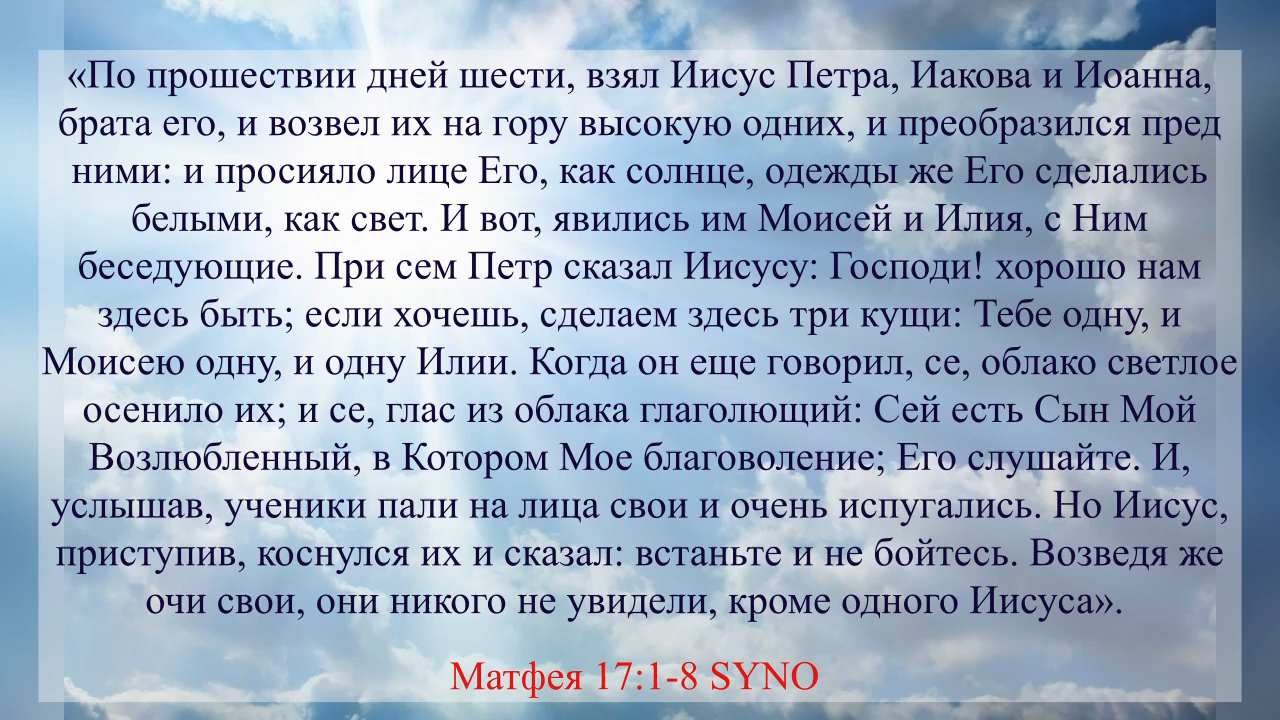 «По прошествии дней шести, взял Иисус Петра, Иакова и Иоанна,
брата его, и возвел их на гору высокую одних, и преобразился пред
ними: и просияло лице Его, как солнце, одежды же Его сделались
белыми, как свет. И вот, явились им Моисей и Илия, с Ним
беседующие. При сем Петр сказал Иисусу: Господи! хорошо нам
здесь быть; если хочешь, сделаем здесь три кущи: Тебе одну, и
Моисею одну, и одну Илии. Когда он еще говорил, се, облако светлое
осенило их; и се, глас из облака глаголющий: Сей есть Сын Мой
Возлюбленный, в Котором Мое благоволение; Его слушайте. И,
услышав, ученики пали на лица свои и очень испугались. Но Иисус,
приступив, коснулся их и сказал: встаньте и не бойтесь. Возведя же
очи свои, они никого не увидели, кроме одного Иисуса».
Матфея 17:1-8 SYNO